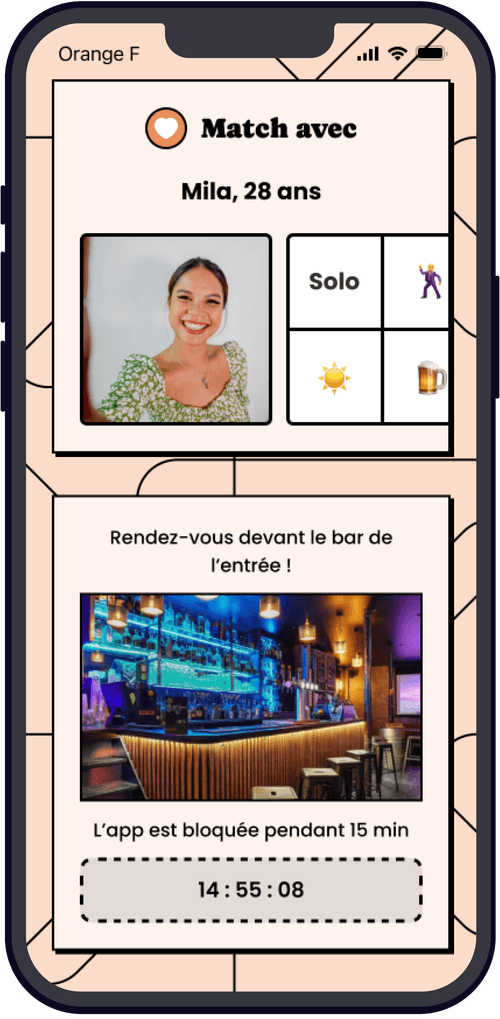 Orange F
Match avec
Mila, 28 ans
Solo
Rendez-vous devant le bar de
l’entrée !
L’app est bloquée pendant 15 min
14 : 55 : 08